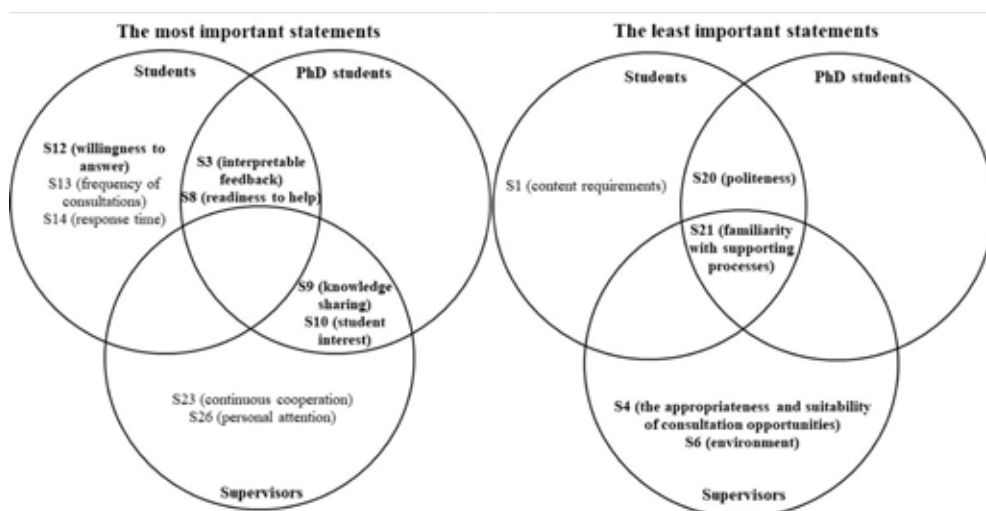 The most important statements
Students
PhD students
S12 (willingness to
answer)
S13 (frequency of
consultations)
S14 (response time)
S3 (interpretable
feedback)
S8 (readiness to help)
S9 (knowledge
sharing)
S10 (student
interest)
S23 (continuous cooperation)
S26 (personal attention)
Supervisors
The least important statements
Students
PhD students
S1 (content requirements)
S20 (politeness)
S21 (familiarity
with supporting
processes)
S4 (the appropriateness and suitability
of consultation opportunities)
S6 (environment)
Supervisors